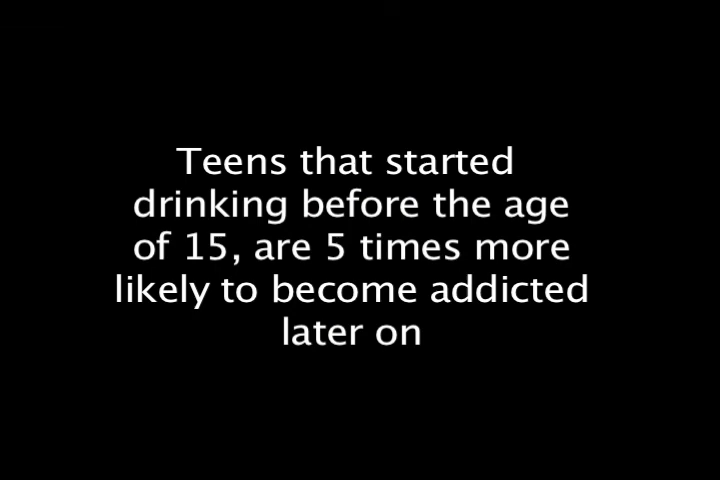 Teens that started
drinking before the age
of 15, are 5 times more
likely to become addicted
later on